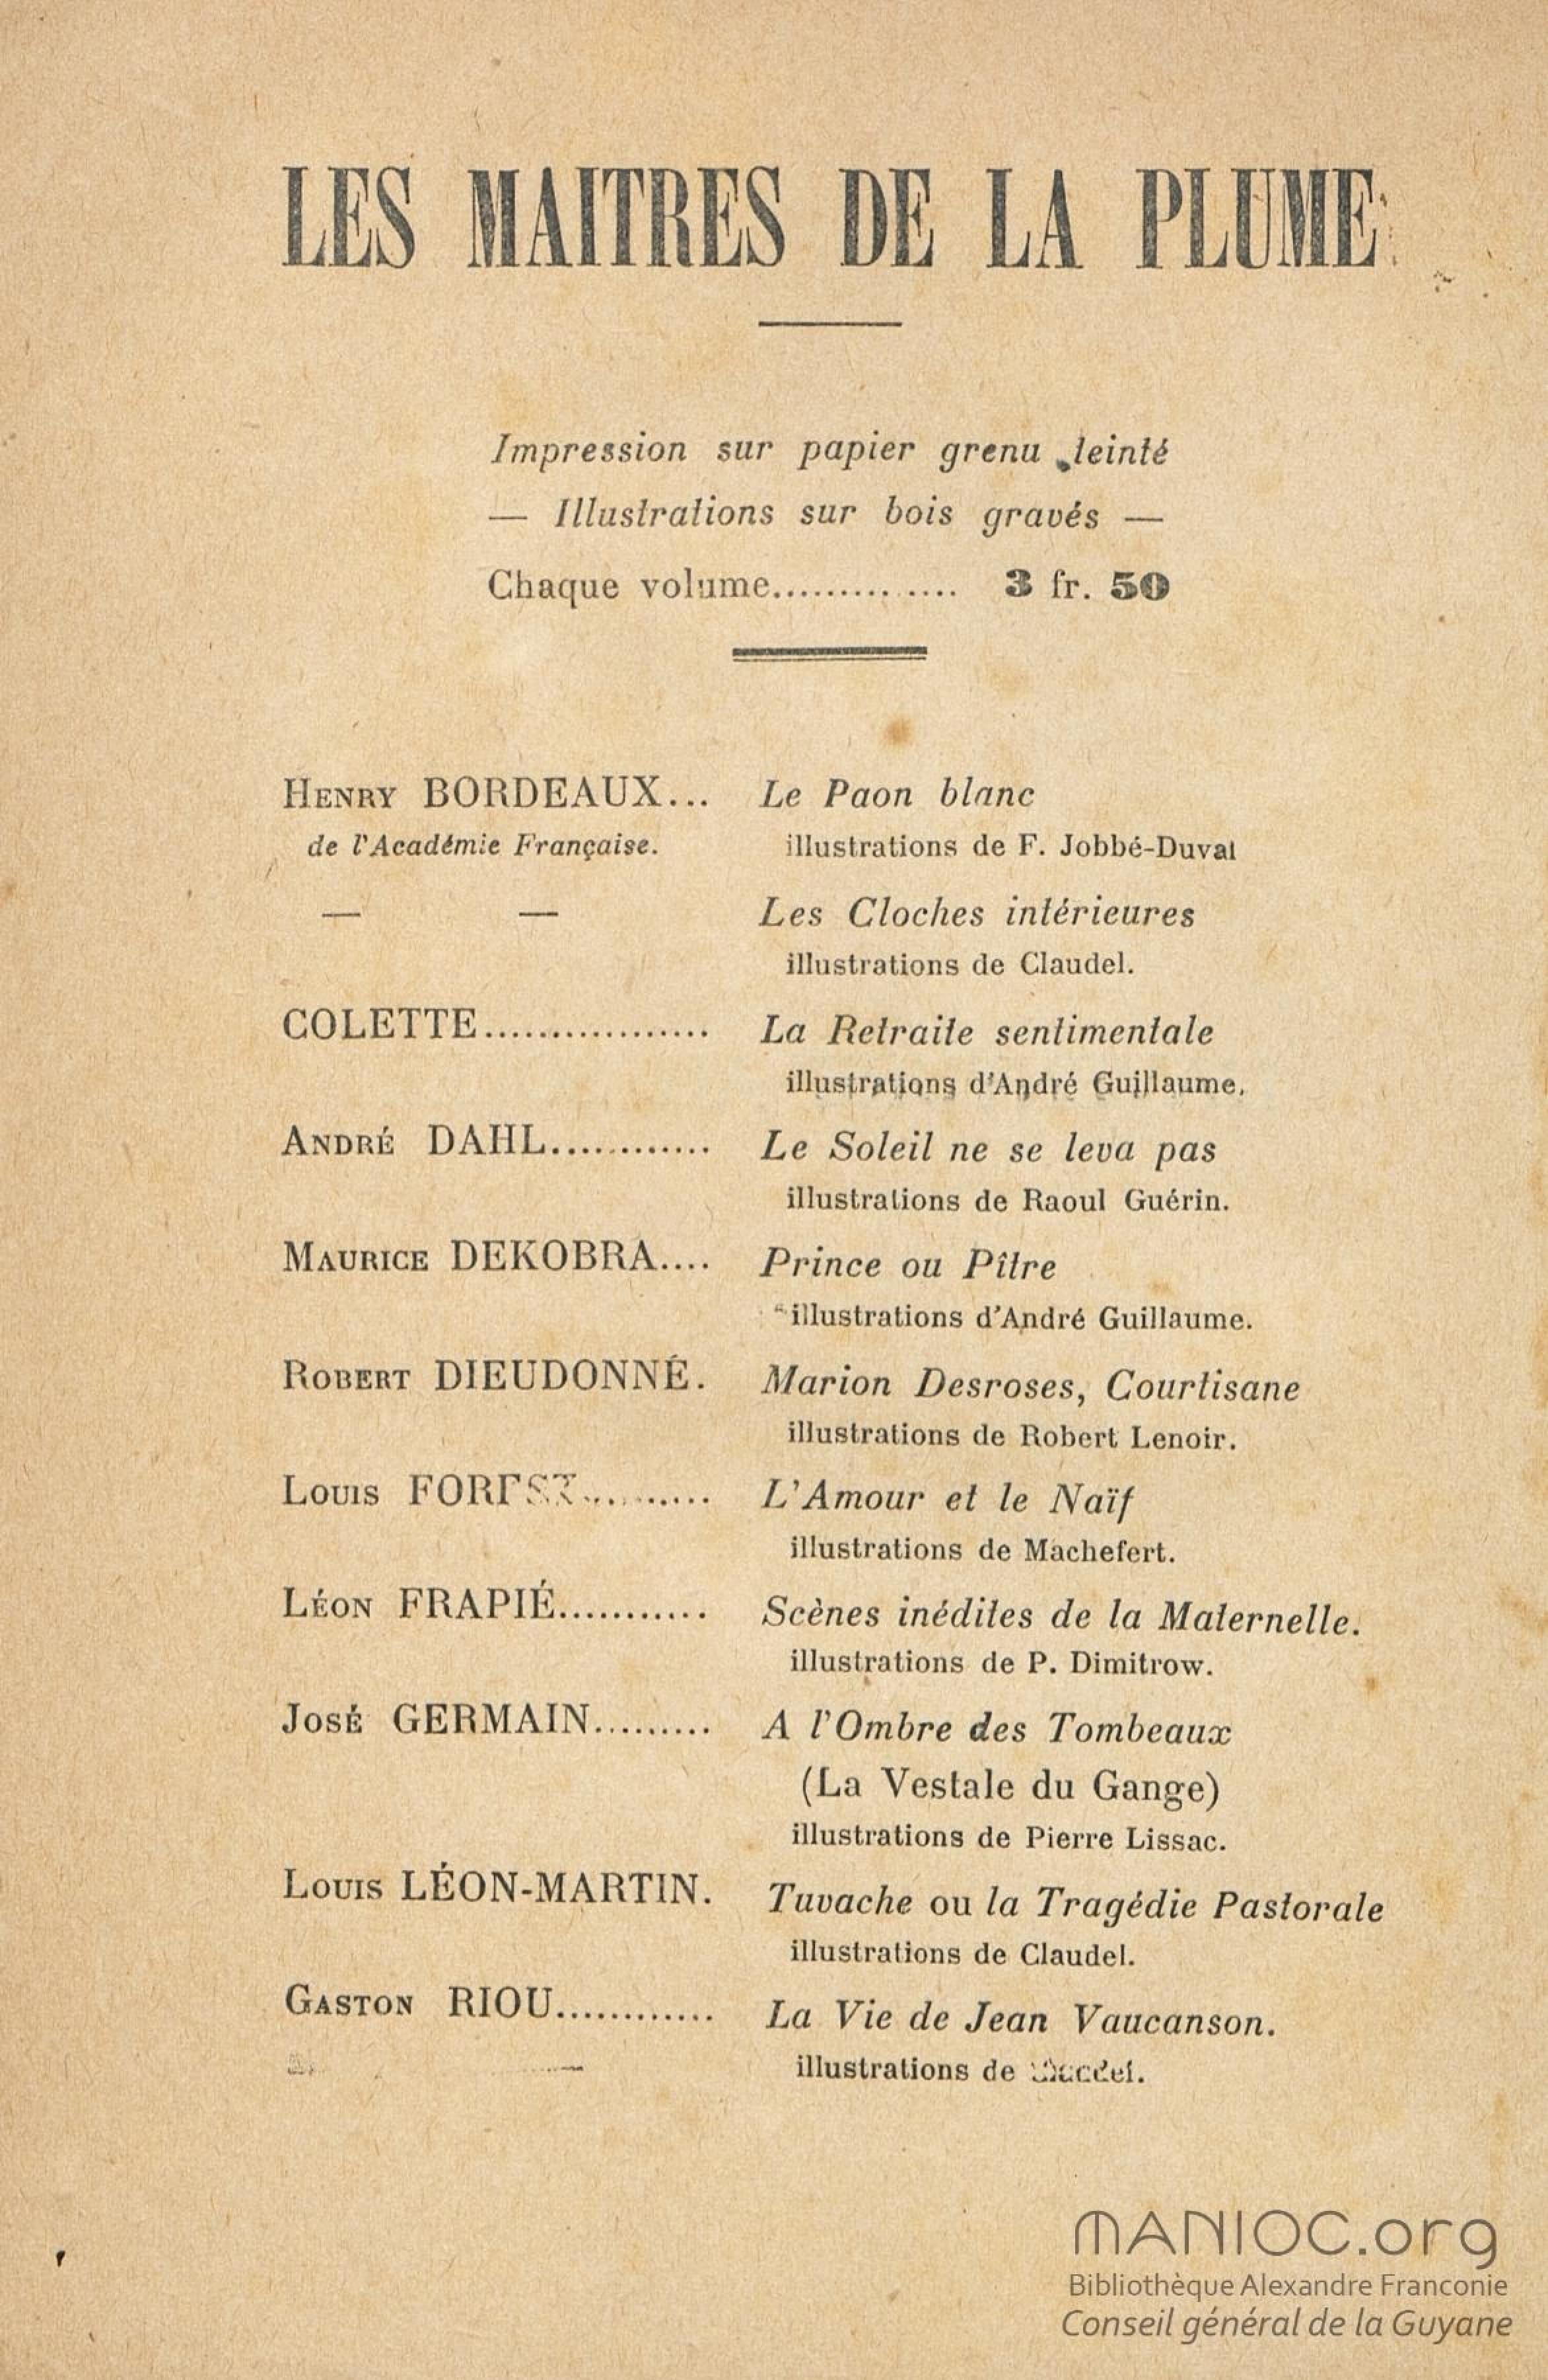 LES MAITRES DE LA PLUME
Impression sur papier grenu teinté
— Illustrations sur bois gravés —
Chaque volume.............. 3 fr. 50
HENRY BORDEAUX... Le Paon blanc
de l'Académie Française. illustrations de F. Jobbé-Duval
— — Les Cloches intérieures
illustrations de Claudel.
COLETTE................. La Retraite sentimentale
illustrations d'André Guillaume.
ANDRÉ DAHL............ Le Soleil ne se leva pas
illustrations de Raoul Guérin.
MAURICE DEKOBRA.... Prince ou Pître
illustrations d'André Guillaume.
ROBERT DIEUDONNÉ. Marion Desroses, Courtisane
illustrations de Robert Lenoir.
LOUIS FOREST.......... L'Amour et le Naïf
illustrations de Machefert.
LÉON FRAPIÉ........... Scènes inédites de la Maternelle.
illustrations de P. Dimitrow.
JOSÉ GERMAIN......... A l'Ombre des Tombeaux
(La Vestale du Gange)
illustrations de Pierre Lissac.
LOUIS LÉON-MARTIN. Tuvache ou la Tragédie Pastorale
illustrations de Claudel.
GASTON RIOU............ La Vie de Jean Vaucanson.
illustrations de
MANIOC.org
Bibliothèque Alexandre Franconie
Conseil général de la Guyane